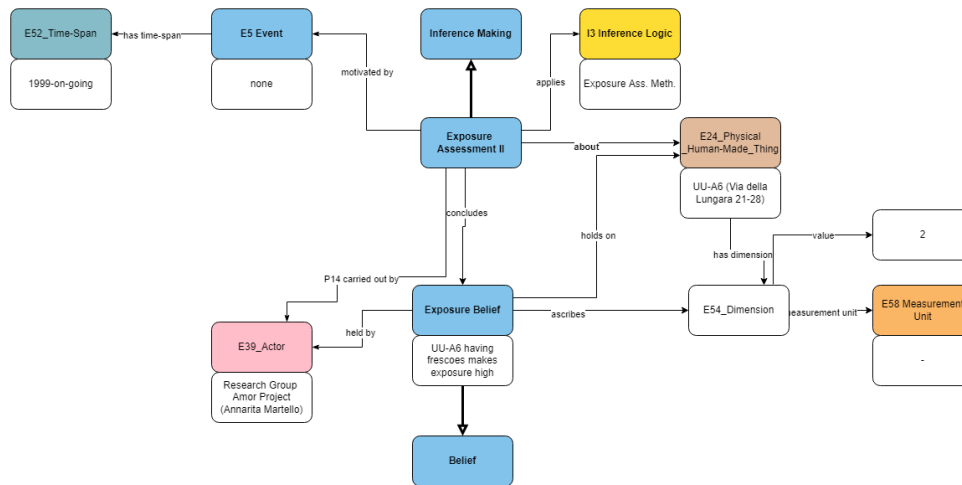 E52_Time-Span
has time-span
E5 Event
Inference Making
I3 Inference Logic
1999-on-going
none
motivated by
applies
Exposure Ass. Meth.
Exposure
Assessment II
about
E24_Physical
_Human-Made_Thing
UU-A6 (Via della
Lungara 21-28)
concludes
holds on
value
2
has dimension
P14 carried out by
Exposure Belief
ascribes
E54_Dimension
measurement unit
E58 Measurement
Unit
held by
E39_Actor
UU-A6 having
frescoes makes
exposure high
-
Research Group
Amor Project
(Annarita Martello)
Belief